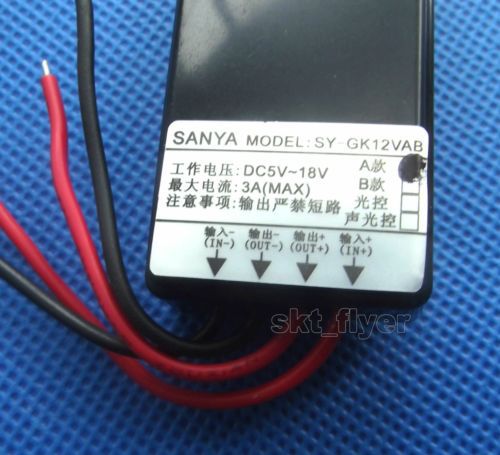 SANYA MODEL: SY-GK12VAB
工作电压: DC5V~18V A款
最大电流: 3A(MAX) B款
注意事项: 输出严禁短路 光控
声光控
输入- 输出- 输出+ 输入+
(IN-) (OUT-) (OUT+) (IN+)
skt_flyer